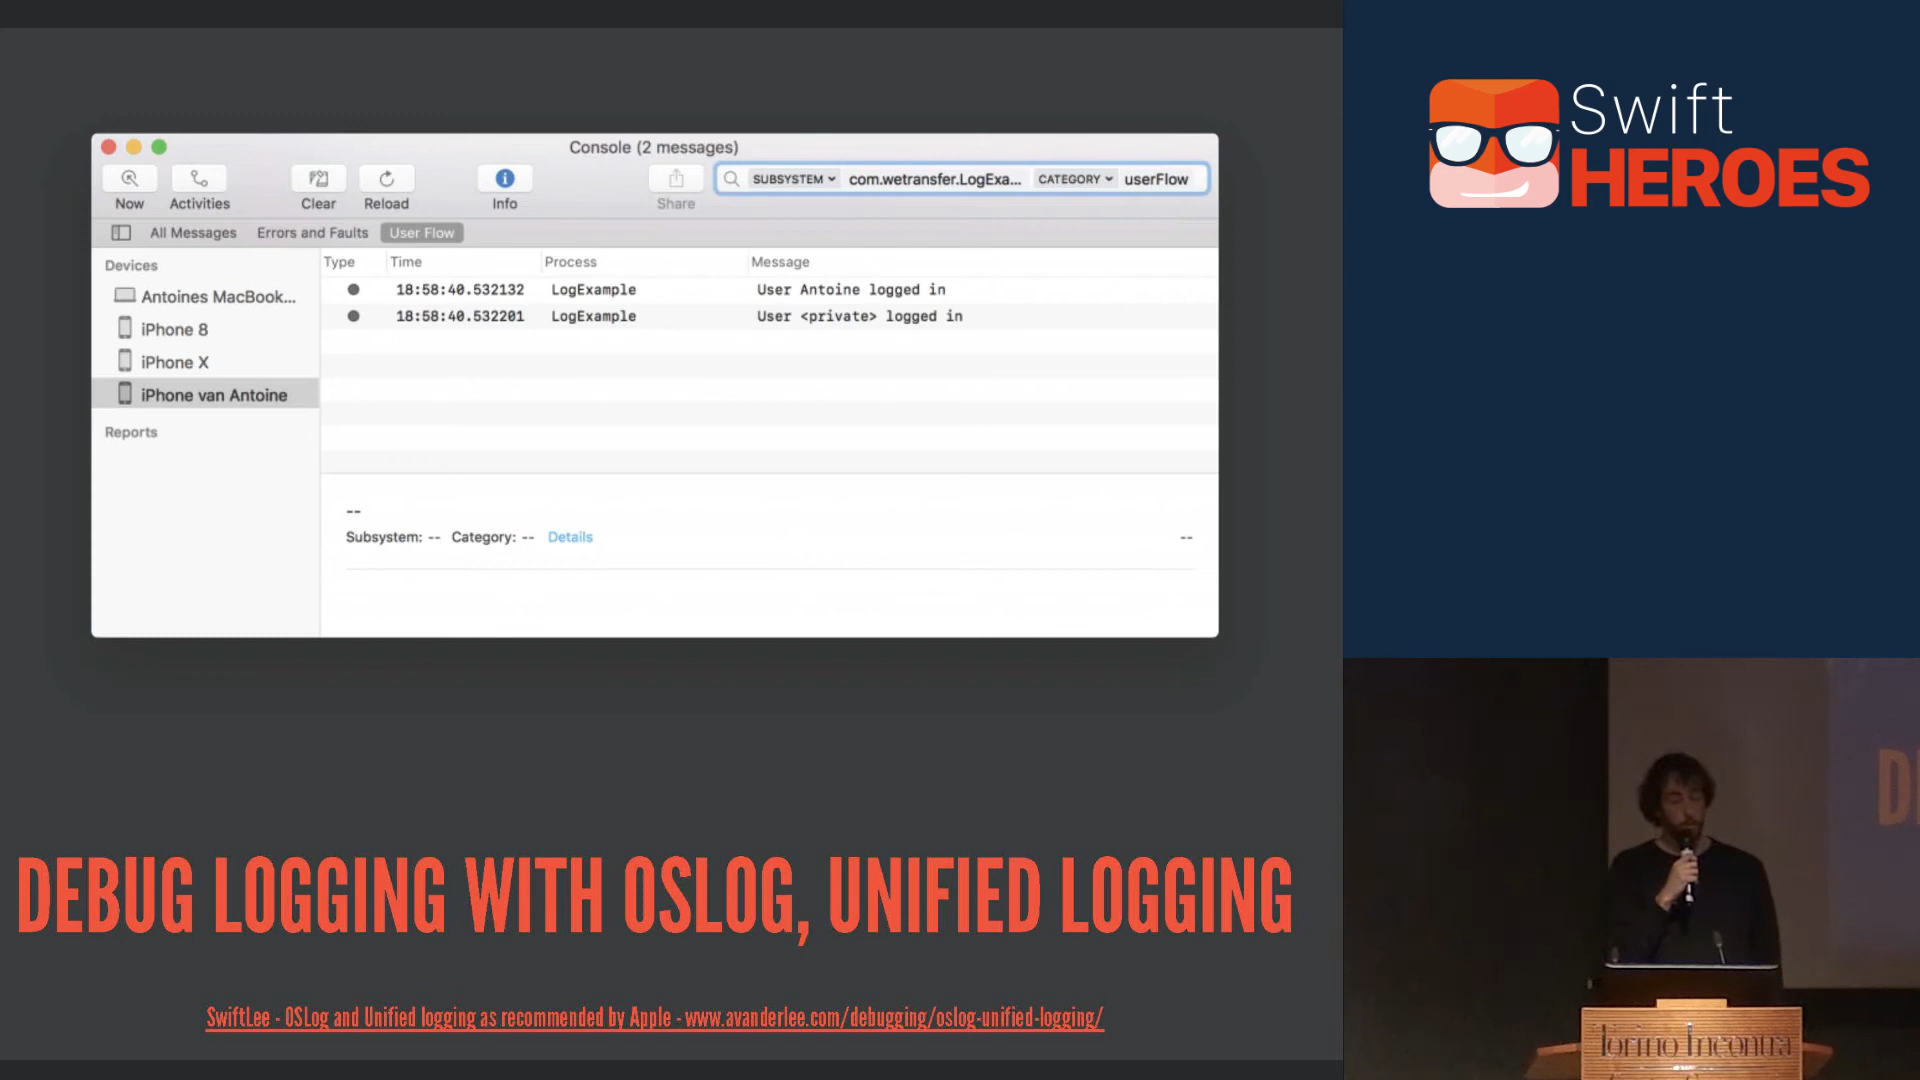 Console (2 messages)
SUBSYSTEM com.wetransfer.LogExa... CATEGORY userFlow
Now Activities Clear Reload Info Share
All Messages Errors and Faults User Flow
Devices
Antoines MacBook...
iPhone 8
iPhone X
iPhone van Antoine
Reports
Type Time Process Message
18:58:40.532132 LogExample User Antoine logged in
18:58:40.532201 LogExample User <private> logged in
--
Subsystem: -- Category: -- Details --
DEBUG LOGGING WITH OSLOG, UNIFIED LOGGING
SwiftLee - OSLog and Unified logging as recommended by Apple - www.avanderlee.com/debugging/oslog-unified-logging/
Swift
HEROES
D
Torino Incontra